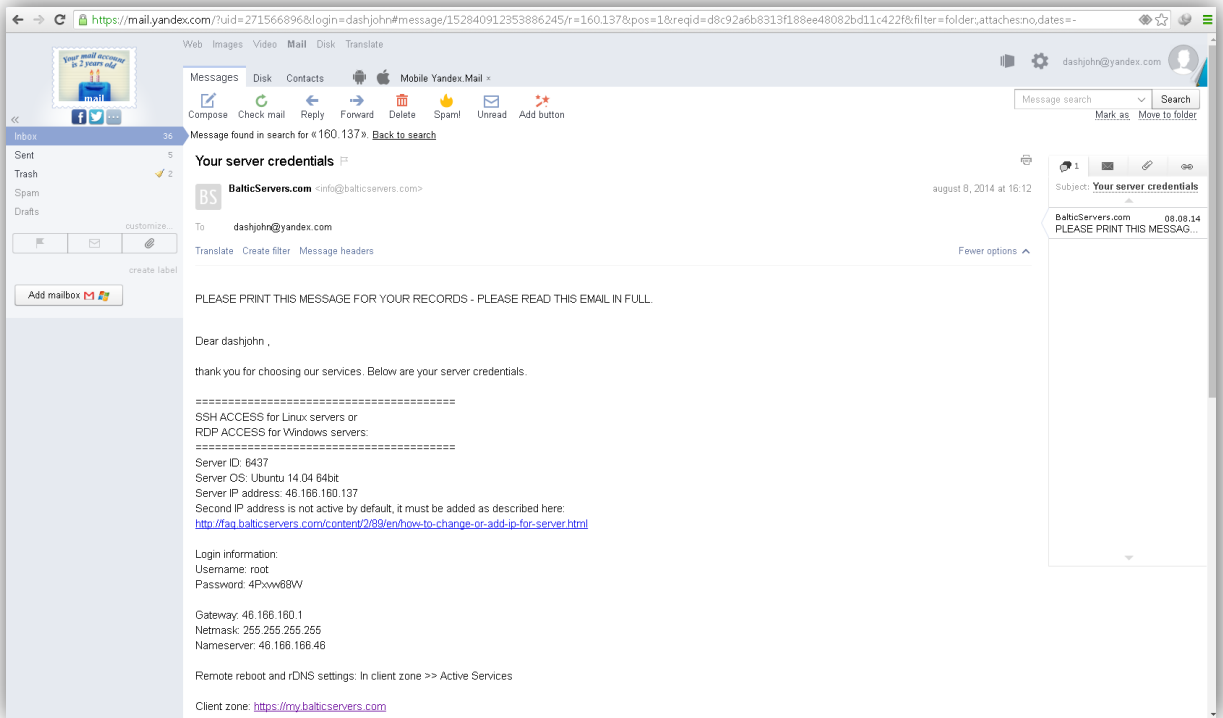 https://mail.yandex.com/?uid=271566896&login=dashjohn#message/152840912353886245/r=160.137&pos=1&reqid=d8c92a6b8313f188ee48082bd11c422f&filter=folder:,attaches:no,dates=-
Web Images Video Mail Disk Translate
Your mail account
is 2 years old
mail
dashjohn@yandex.com
Messages Disk Contacts Mobile Yandex.Mail ×
Compose Check mail Reply Forward Delete Spam! Unread Add button
Message search Search
Mark as Move to folder
Message found in search for «160.137». Back to search
Inbox 36
Sent 5
Trash 2
Spam
Drafts
customize...
create label
Add mailbox
Your server credentials
BS
BalticServers.com <info@balticservers.com>
august 8, 2014 at 16:12
To dashjohn@yandex.com
Translate Create filter Message headers
Fewer options
1
Subject: Your server credentials
BalticServers.com 08.08.14
PLEASE PRINT THIS MESSAG...
PLEASE PRINT THIS MESSAGE FOR YOUR RECORDS - PLEASE READ THIS EMAIL IN FULL.
Dear dashjohn ,
thank you for choosing our services. Below are your server credentials.
========================================
SSH ACCESS for Linux servers or
RDP ACCESS for Windows servers:
========================================
Server ID: 6437
Server OS: Ubuntu 14.04 64bit
Server IP address: 46.166.160.137
Second IP address is not active by default, it must be added as described here:
http://faq.balticservers.com/content/2/89/en/how-to-change-or-add-ip-for-server.html
Login information:
Username: root
Password: 4Pxvw68W
Gateway: 46.166.160.1
Netmask: 255.255.255.255
Nameserver: 46.166.166.46
Remote reboot and rDNS settings: In client zone >> Active Services
Client zone: https://my.balticservers.com